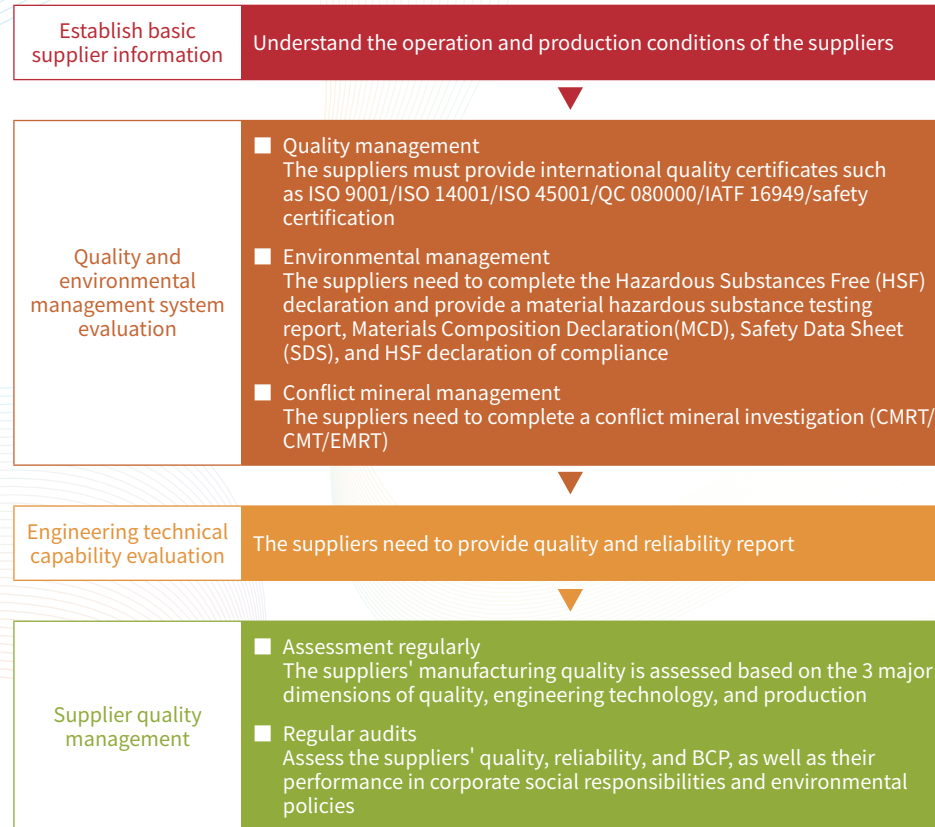 Establish basic
supplier information
Understand the operation and production conditions of the suppliers
Quality and
environmental
management system
evaluation
Quality management
The suppliers must provide international quality certificates such
as ISO 9001/ISO 14001/ISO 45001/QC 080000/IATF 16949/safety
certification
Environmental management
The suppliers need to complete the Hazardous Substances Free (HSF)
declaration and provide a material hazardous substance testing
report, Materials Composition Declaration(MCD), Safety Data Sheet
(SDS), and HSF declaration of compliance
Conflict mineral management
The suppliers need to complete a conflict mineral investigation (CMRT/
CMT/EMRT)
Engineering technical
capability evaluation
The suppliers need to provide quality and reliability report
Supplier quality
management
Assessment regularly
The suppliers' manufacturing quality is assessed based on the 3 major
dimensions of quality, engineering technology, and production
Regular audits
Assess the suppliers' quality, reliability, and BCP, as well as their
performance in corporate social responsibilities and environmental
policies